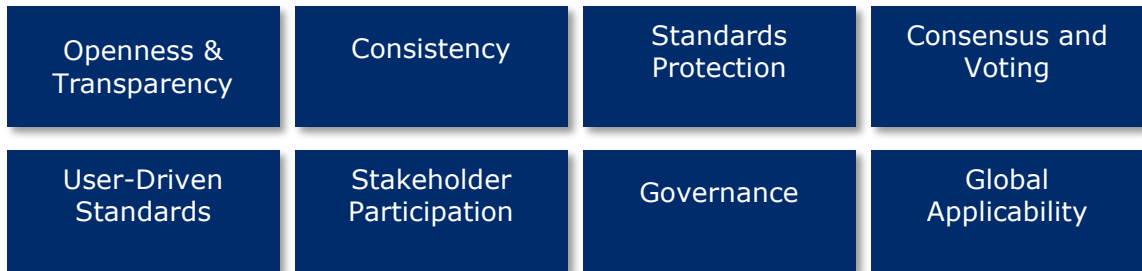 Openness &
Transparency
Consistency
Standards
Protection
Consensus and
Voting
User-Driven
Standards
Stakeholder
Participation
Governance
Global
Applicability